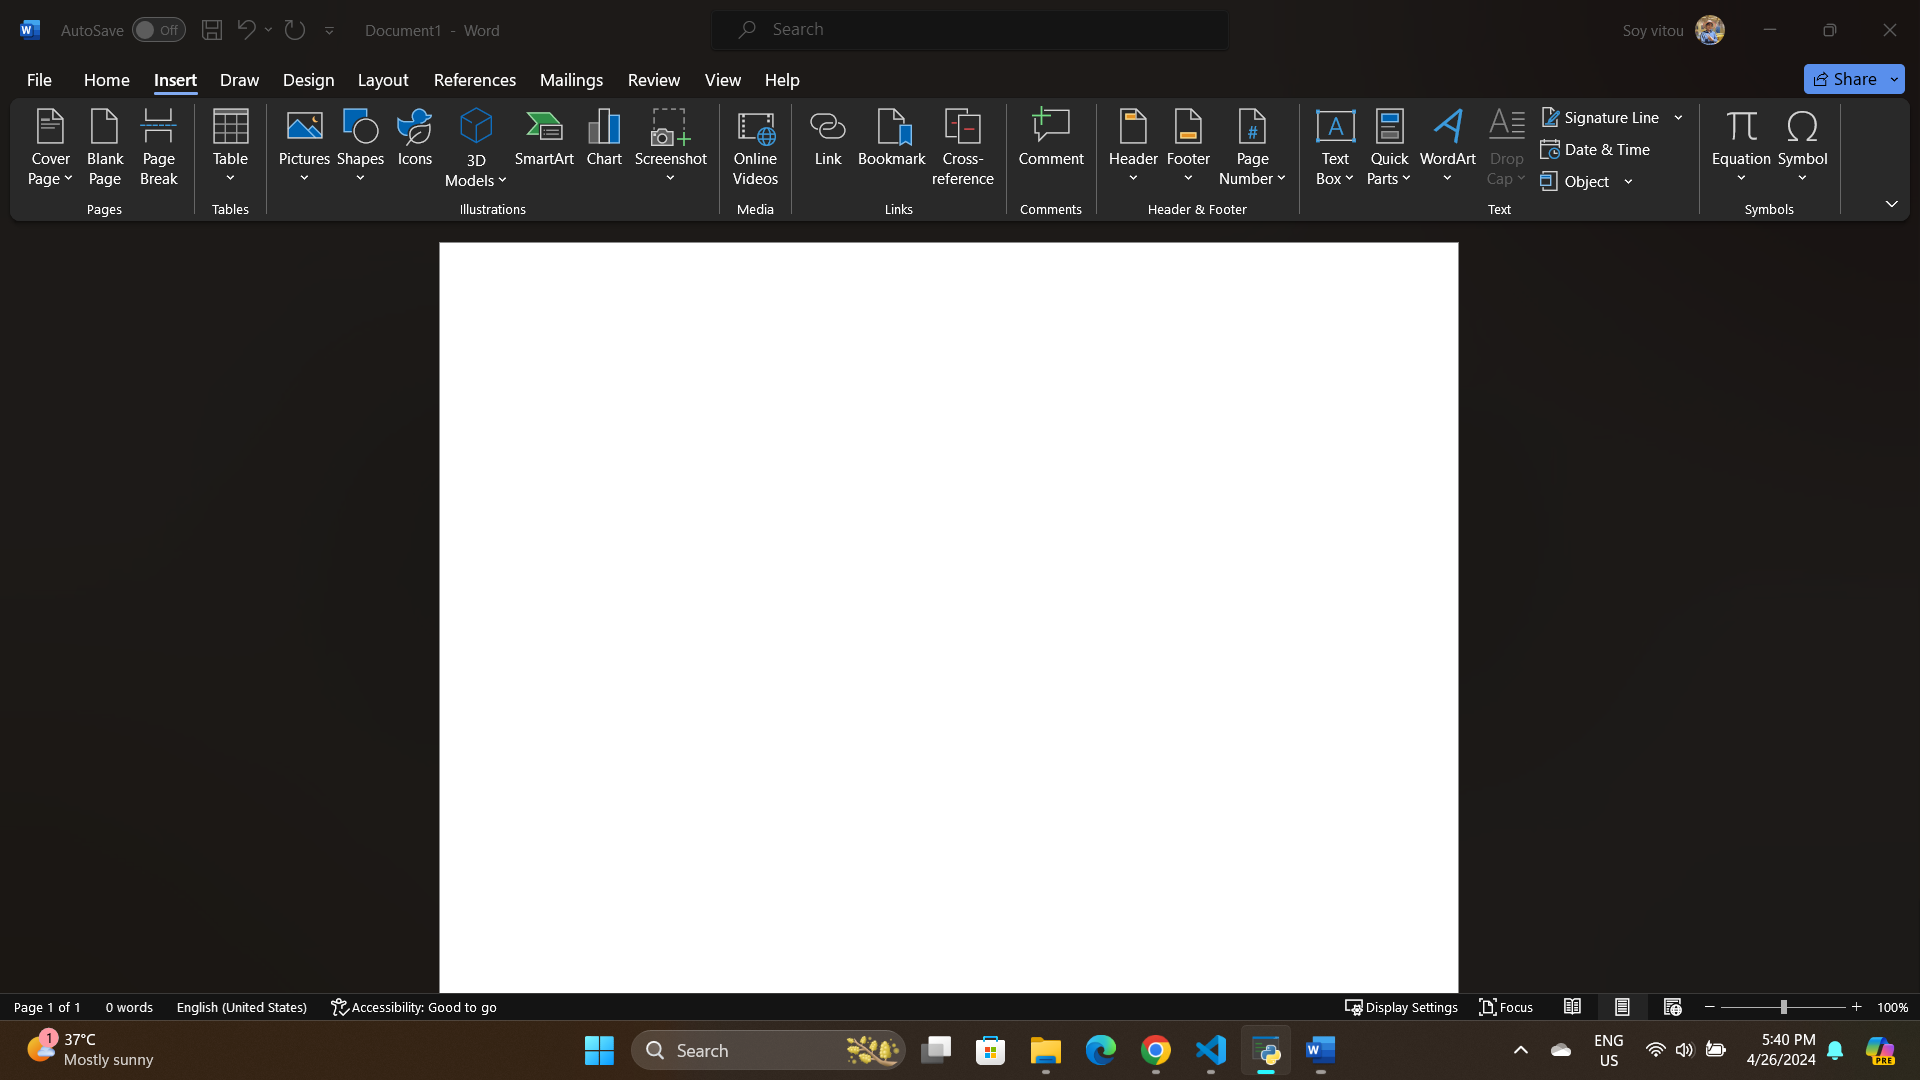 AutoSave Off Document1 - Word Search Soy vitou
File Home Insert Draw Design Layout References Mailings Review View Help Share
Cover Page Blank Page Page Break
Pages
Table
Tables
Pictures Shapes Icons 3D Models SmartArt Chart Screenshot
Illustrations
Online Videos
Media
Link Bookmark Cross-reference
Links
Comment
Comments
Header Footer Page Number
Header & Footer
Text Box Quick Parts WordArt Drop Cap
Signature Line
Date & Time
Object
Text
Equation Symbol
Symbols
Page 1 of 1 0 words English (United States) Accessibility: Good to go Display Settings Focus 100%
1 37°C
Mostly sunny
Search
PRE
ENG
US
5:40 PM
4/26/2024